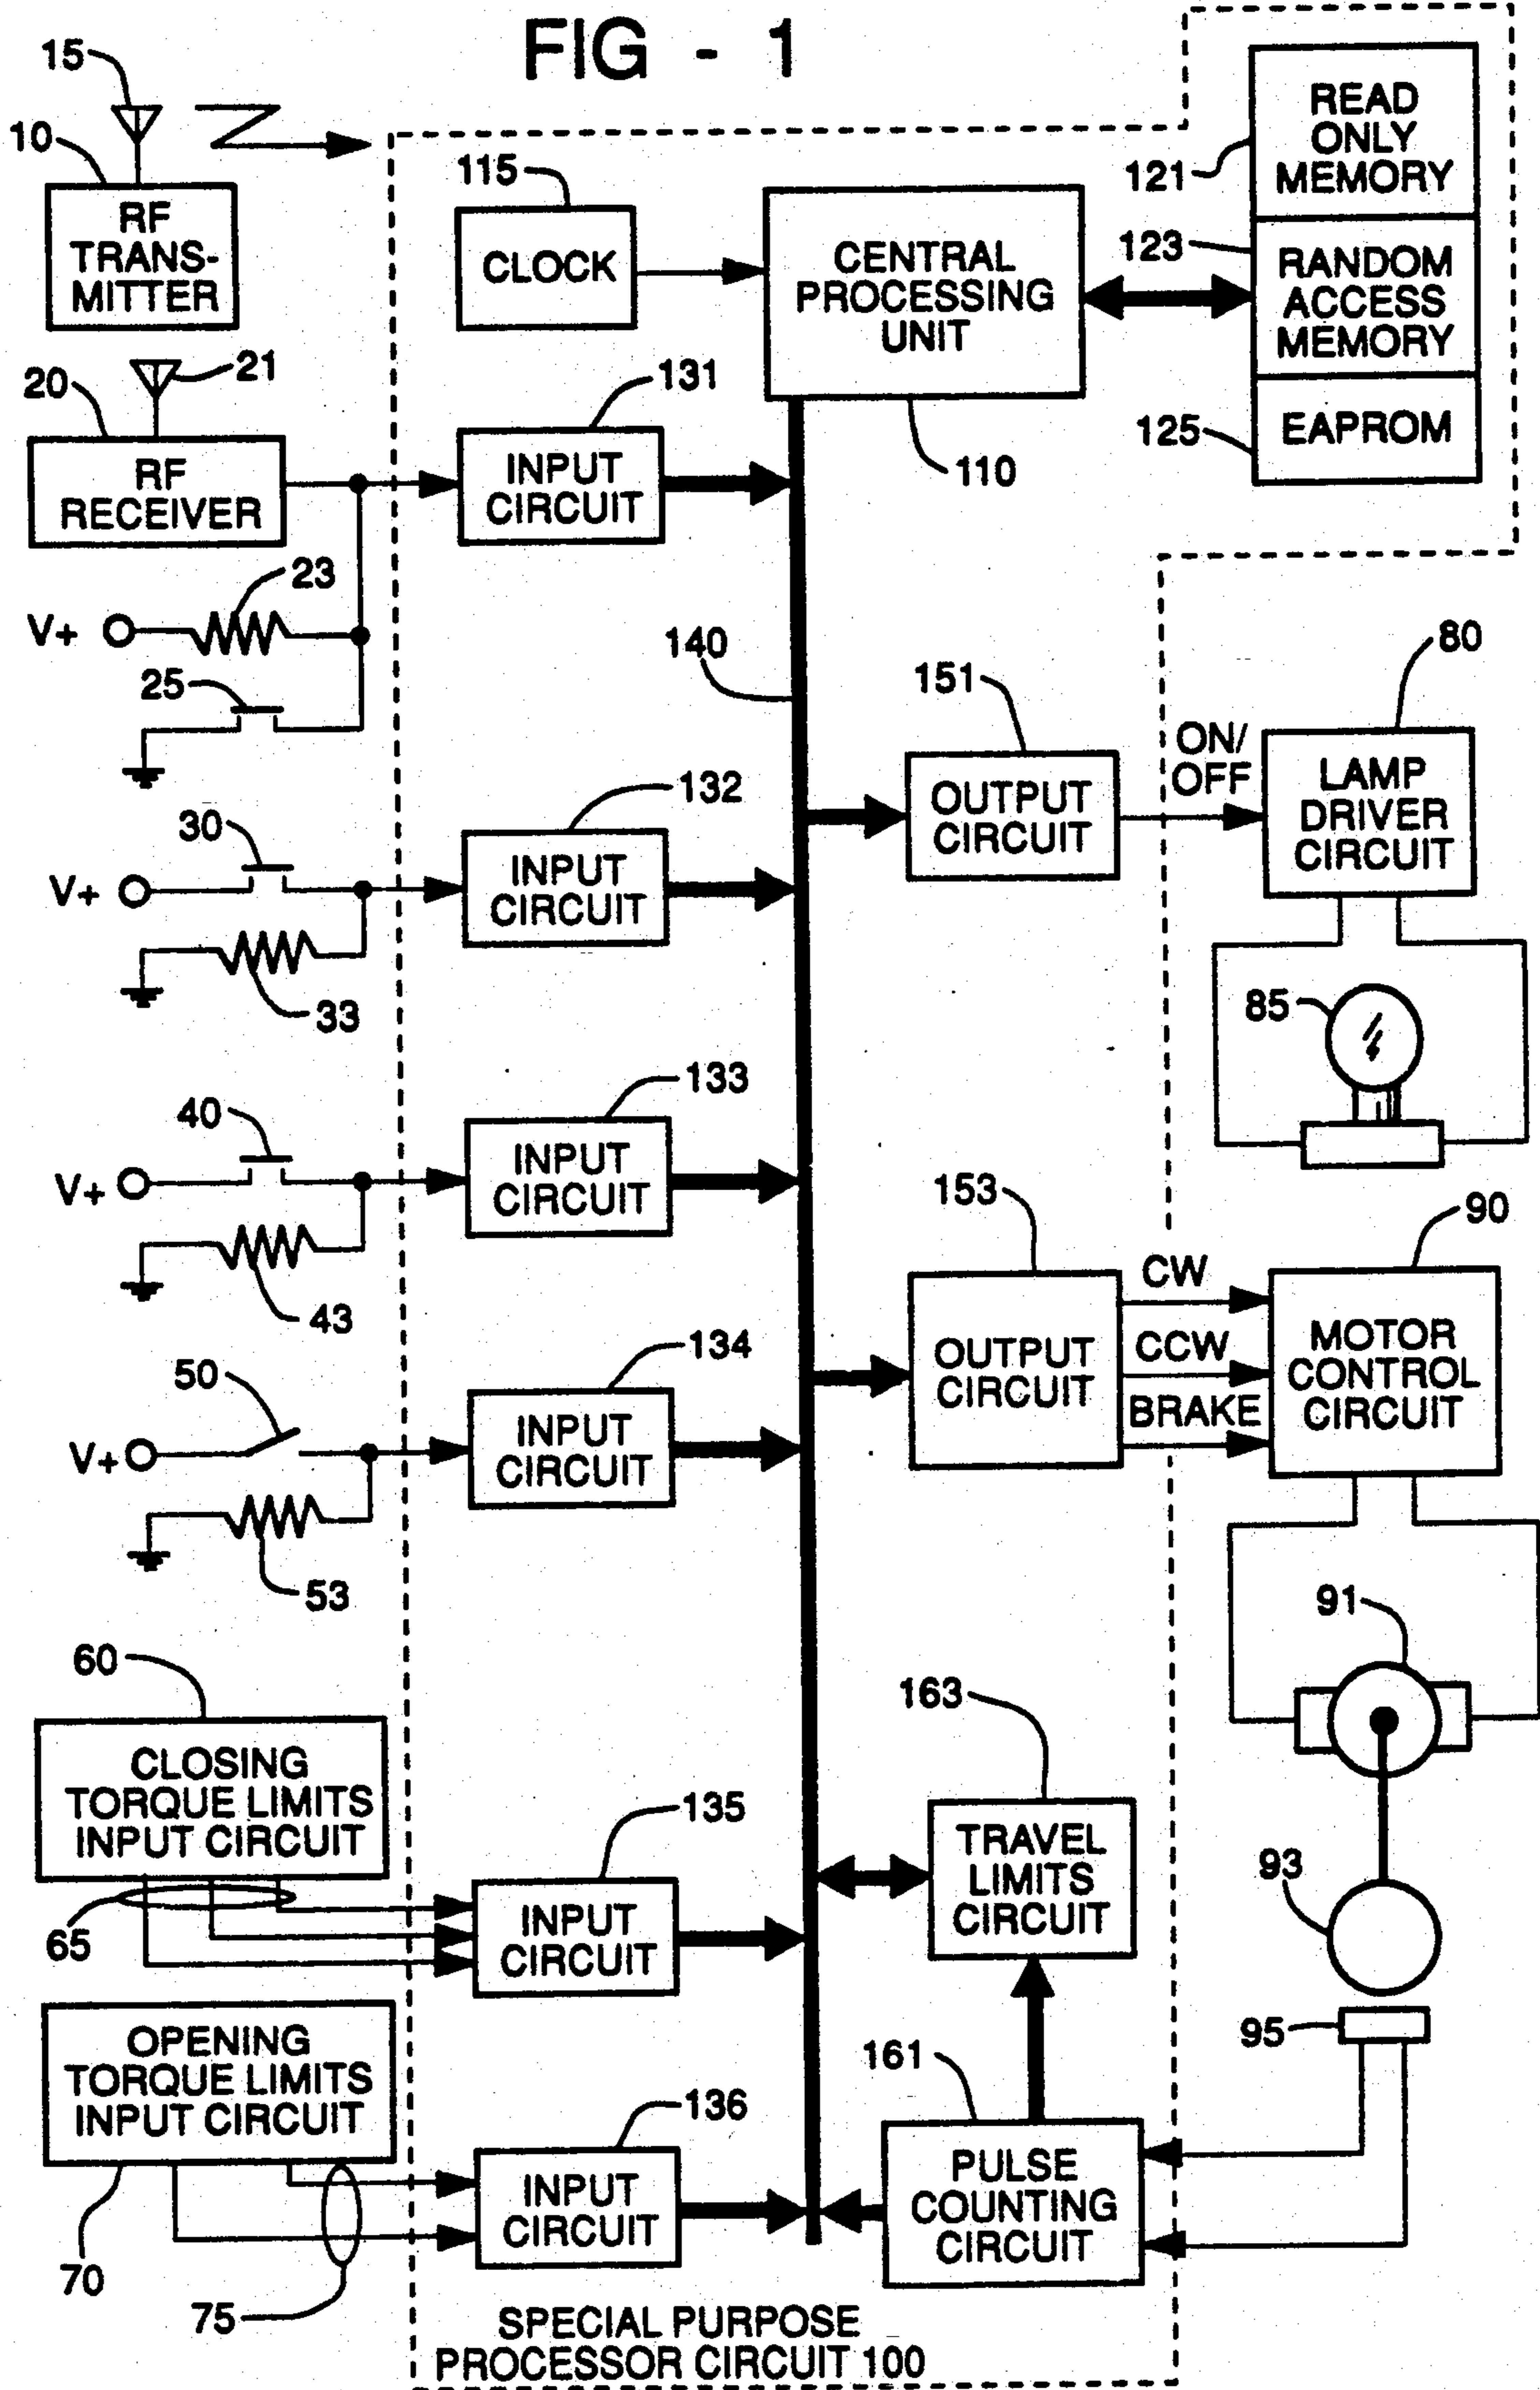 FIG - 1
15
10
RF
TRANS-
MITTER
115
CLOCK
CENTRAL
PROCESSING
UNIT
110
121
READ
ONLY
MEMORY
123
RANDOM
ACCESS
MEMORY
125
EAPROM
20
21
RF
RECEIVER
131
INPUT
CIRCUIT
23
V+
25
140
151
OUTPUT
CIRCUIT
ON/
OFF
80
LAMP
DRIVER
CIRCUIT
85
30
V+
33
132
INPUT
CIRCUIT
40
V+
43
133
INPUT
CIRCUIT
153
OUTPUT
CIRCUIT
CW
CCW
BRAKE
90
MOTOR
CONTROL
CIRCUIT
50
V+
53
134
INPUT
CIRCUIT
91
60
CLOSING
TORQUE LIMITS
INPUT CIRCUIT
65
135
INPUT
CIRCUIT
163
TRAVEL
LIMITS
CIRCUIT
93
95
OPENING
TORQUE LIMITS
INPUT CIRCUIT
70
75
136
INPUT
CIRCUIT
161
PULSE
COUNTING
CIRCUIT
SPECIAL PURPOSE
PROCESSOR CIRCUIT 100